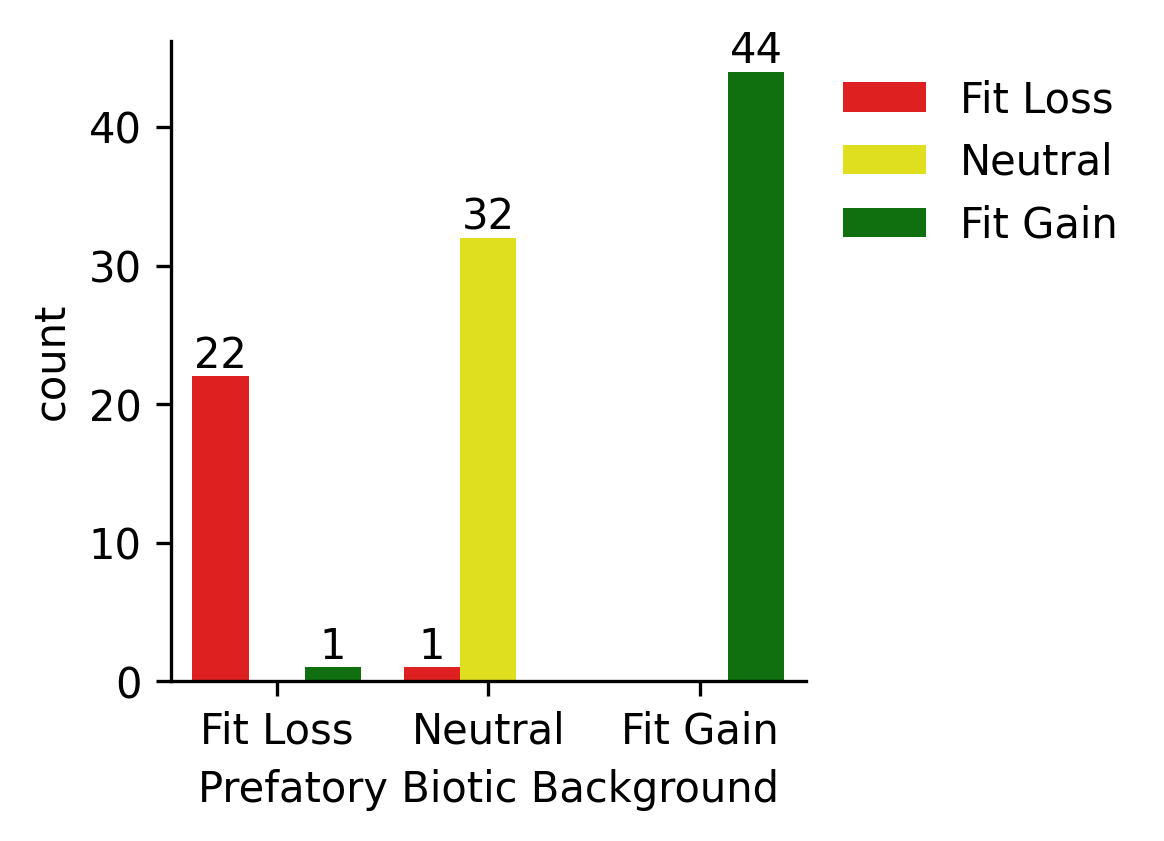 44
Fit Loss
Neutral
Fit Gain
40
32
30
22
count
20
10
1
1
0
Fit Loss
Neutral
Fit Gain
Prefatory Biotic Background